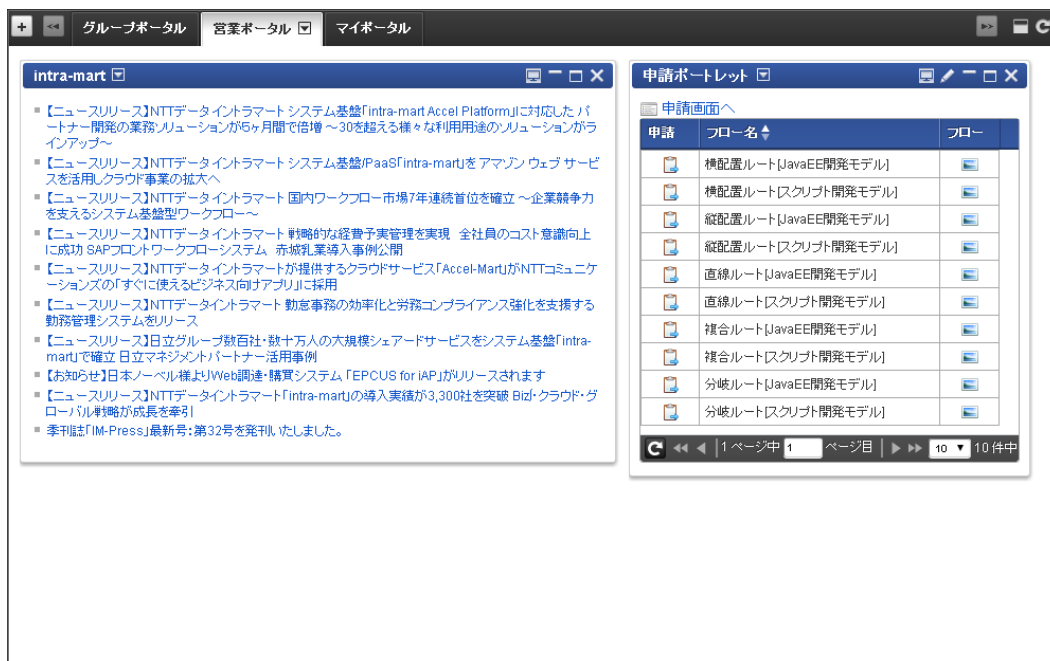 グループポータル 営業ポータル マイポータル
intra-mart
【ニュースリリース】NTTデータイントラマート システム基盤「intra-mart Accel Platform」に対応した パ
ートナー開発の業務ソリューションが6ヶ月間で倍増 ～30を超える様々な利用用途のソリューションがラ
インアップ～
【ニュースリリース】NTTデータイントラマート システム基盤/PaaS「intra-mart」を アマゾン ウェブ サービ
スを活用しクラウド事業の拡大へ
【ニュースリリース】NTTデータイントラマート 国内ワークフロー市場7年連続首位を確立 ～企業競争力
を支えるシステム基盤型ワークフロー～
【ニュースリリース】NTTデータイントラマート 戦略的な経費予実管理を実現 全社員のコスト意識向上
に成功 SAPフロントワークフローシステム 赤城乳業導入事例公開
【ニュースリリース】NTTデータイントラマートが提供するクラウドサービス「Accel-Mart」がNTTコミュニケ
ーションズの「すぐに使えるビジネス向けアプリ」に採用
【ニュースリリース】NTTデータイントラマート 勤怠事務の効率化と労務コンプライアンス強化を支援する
勤務管理システムをリリース
【ニュースリリース】日立グループ数百社・数十万人の大規模シェアードサービスをシステム基盤「intra-
mart」で確立 日立マネジメントパートナー活用事例
【お知らせ】日本ノーベル様よりWeb調達・購買システム「EPCUS for iAP」がリリースされます
【ニュースリリース】NTTデータイントラマート「intra-mart」の導入実績が3,300社を突破 BizI・クラウド・グ
ローバル戦略が成長を牽引
季刊誌「IM-Press」最新号：第32号を発刊いたしました。
申請ポートレット
申請画面へ
申請 フロー名 フロー
横配置ルート[JavaEE開発モデル]
横配置ルート[スクリプト開発モデル]
縦配置ルート[JavaEE開発モデル]
縦配置ルート[スクリプト開発モデル]
直線ルート[JavaEE開発モデル]
直線ルート[スクリプト開発モデル]
複合ルート[JavaEE開発モデル]
複合ルート[スクリプト開発モデル]
分岐ルート[JavaEE開発モデル]
分岐ルート[スクリプト開発モデル]
1 ページ中 1 ページ目 10 10 件中